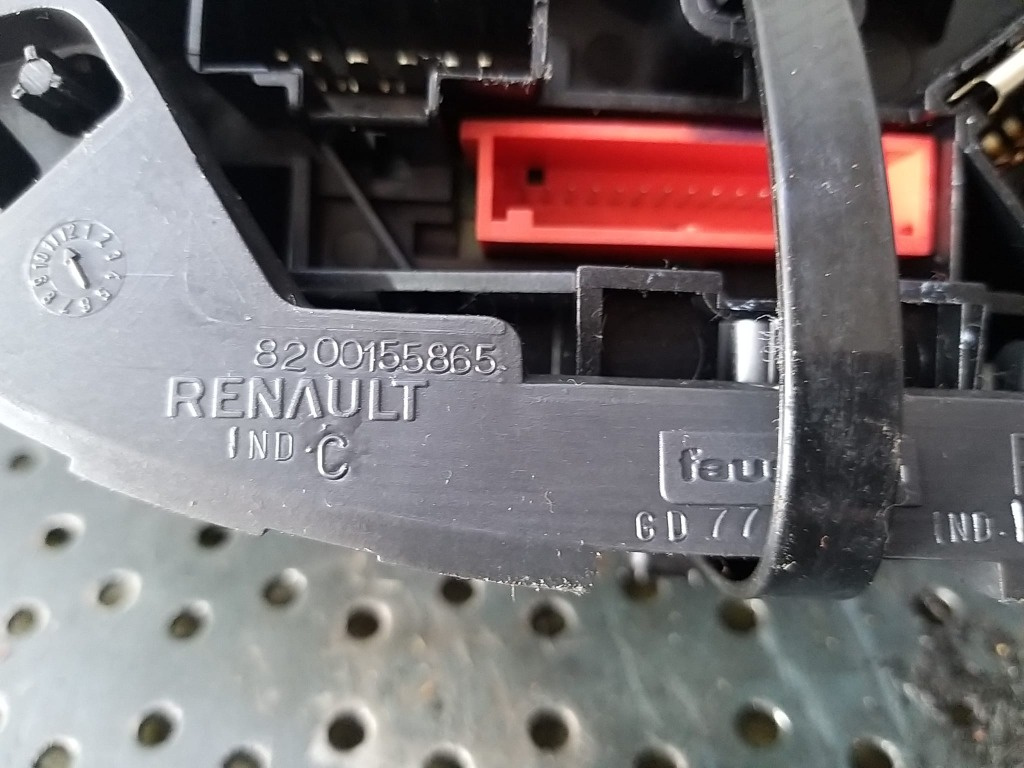 8200155865
RENAULT
IND C
GD 77
IND.